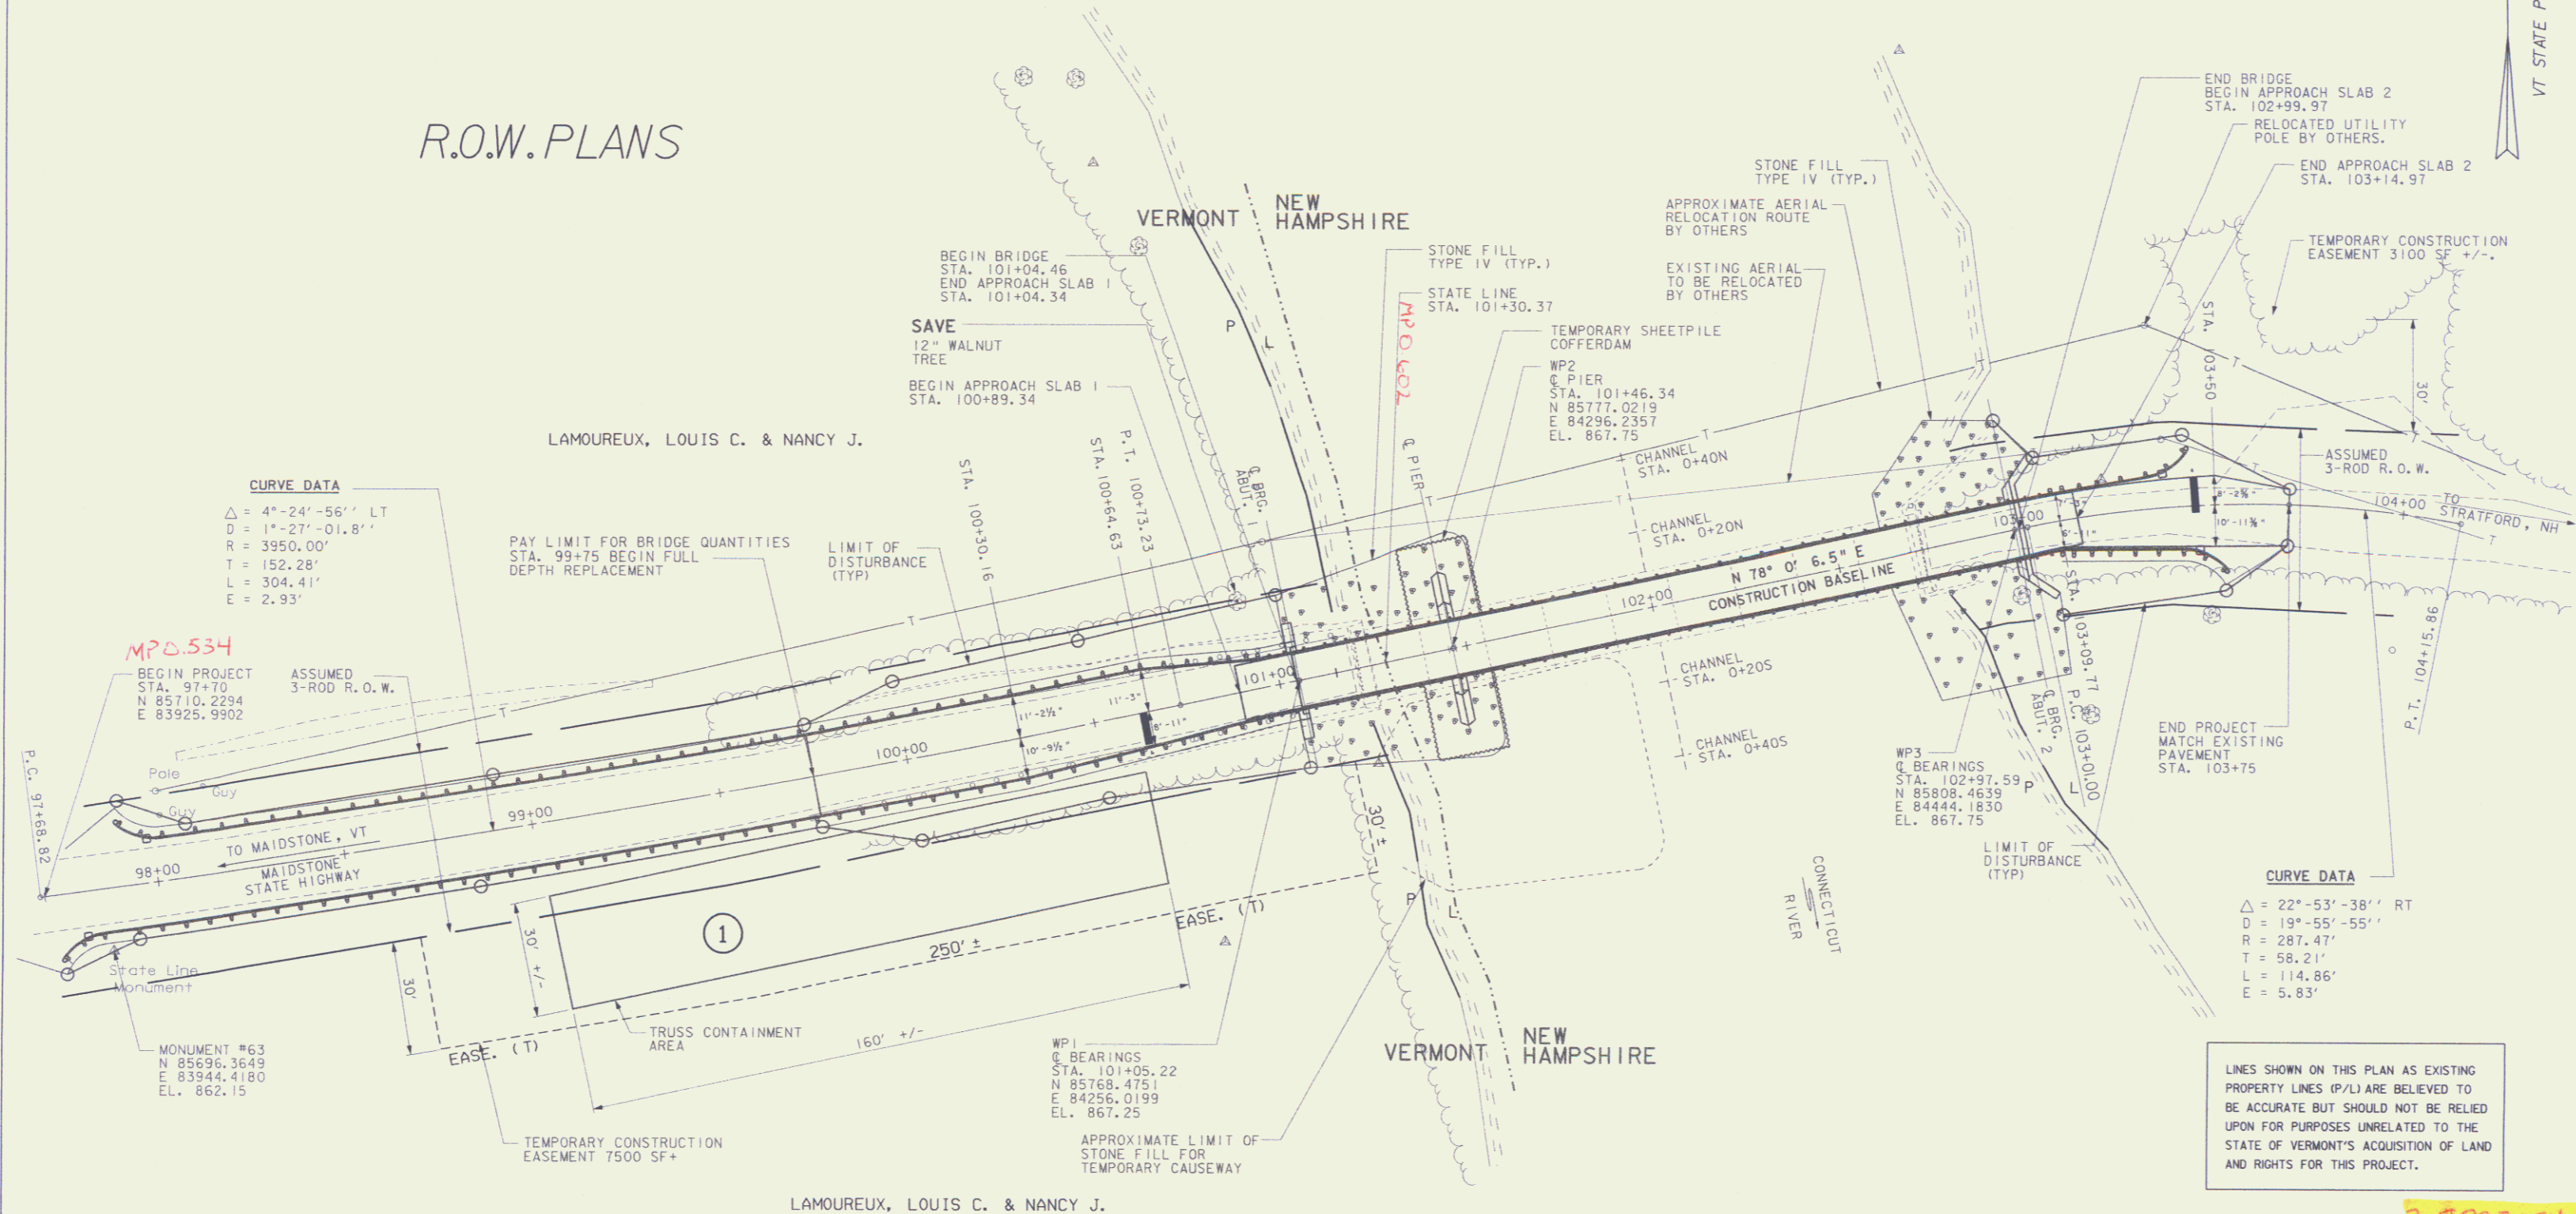 R.O.W. PLANS
VT STATE P
VERMONT
NEW
HAMPSHIRE
BEGIN BRIDGE
STA. 101+04.46
END APPROACH SLAB 1
STA. 101+04.34
SAVE
12" WALNUT
TREE
BEGIN APPROACH SLAB 1
STA. 100+89.34
LAMOUREUX, LOUIS C. & NANCY J.
CURVE DATA
△ = 4°-24'-56'' LT
D = 1°-27'-01.8''
R = 3950.00'
T = 152.28'
L = 304.41'
E = 2.93'
PAY LIMIT FOR BRIDGE QUANTITIES
STA. 99+75 BEGIN FULL
DEPTH REPLACEMENT
LIMIT OF
DISTURBANCE
(TYP)
STA. 100+30.16
STA. 100+64.63
P.T. 100+73.23
℄ BRG.
ABUT. 1
MP 0.534
BEGIN PROJECT
STA. 97+70
N 85710.2294
E 83925.9902
ASSUMED
3-ROD R.O.W.
P.C. 97+68.82
Pole
Guy
Guy
TO MAIDSTONE, VT
MAIDSTONE
STATE HIGHWAY
98+00
99+00
100+00
101+00
102+00
103+00
104+00
11'-2½"
10'-9½"
11'-3"
8'-11"
State Line
Monument
MONUMENT #63
N 85696.3649
E 83944.4180
EL. 862.15
30'
EASE. (T)
30' +/-
1
250' ±
EASE. (T)
160' +/-
TRUSS CONTAINMENT
AREA
TEMPORARY CONSTRUCTION
EASEMENT 7500 SF+
LAMOUREUX, LOUIS C. & NANCY J.
WP1
℄ BEARINGS
STA. 101+05.22
N 85768.4751
E 84256.0199
EL. 867.25
APPROXIMATE LIMIT OF
STONE FILL FOR
TEMPORARY CAUSEWAY
30' ±
P
L
P
L
VERMONT
NEW
HAMPSHIRE
STONE FILL
TYPE IV (TYP.)
STATE LINE
STA. 101+30.37
MP 0.602
TEMPORARY SHEETPILE
COFFERDAM
WP2
℄ PIER
STA. 101+46.34
N 85777.0219
E 84296.2357
EL. 867.75
℄ PIER
T
T
T
T
T
T
T
T
T
T
CHANNEL
STA. 0+40N
CHANNEL
STA. 0+20N
CHANNEL
STA. 0+20S
CHANNEL
STA. 0+40S
N 78° 0' 6.5" E
CONSTRUCTION BASELINE
CONNECTICUT
RIVER
STONE FILL
TYPE IV (TYP.)
APPROXIMATE AERIAL
RELOCATION ROUTE
BY OTHERS
EXISTING AERIAL
TO BE RELOCATED
BY OTHERS
END BRIDGE
BEGIN APPROACH SLAB 2
STA. 102+99.97
RELOCATED UTILITY
POLE BY OTHERS.
END APPROACH SLAB 2
STA. 103+14.97
TEMPORARY CONSTRUCTION
EASEMENT 3100 SF +/-.
30'
STA. 103+50
ASSUMED
3-ROD R.O.W.
TO
STRATFORD, NH
10'-11⅜"
STA. 103+09.77
P.C. 103+01.00
℄ BRG.
ABUT. 2
P.T. 104+15.86
WP3
℄ BEARINGS
STA. 102+97.59
N 85808.4639
E 84444.1830
EL. 867.75
P
L
LIMIT OF
DISTURBANCE
(TYP)
END PROJECT
MATCH EXISTING
PAVEMENT
STA. 103+75
CURVE DATA
△ = 22°-53'-38'' RT
D = 19°-55'-55''
R = 287.47'
T = 58.21'
L = 114.86'
E = 5.83'
LINES SHOWN ON THIS PLAN AS EXISTING
PROPERTY LINES (P/L) ARE BELIEVED TO
BE ACCURATE BUT SHOULD NOT BE RELIED
UPON FOR PURPOSES UNRELATED TO THE
STATE OF VERMONT'S ACQUISITION OF LAND
AND RIGHTS FOR THIS PROJECT.